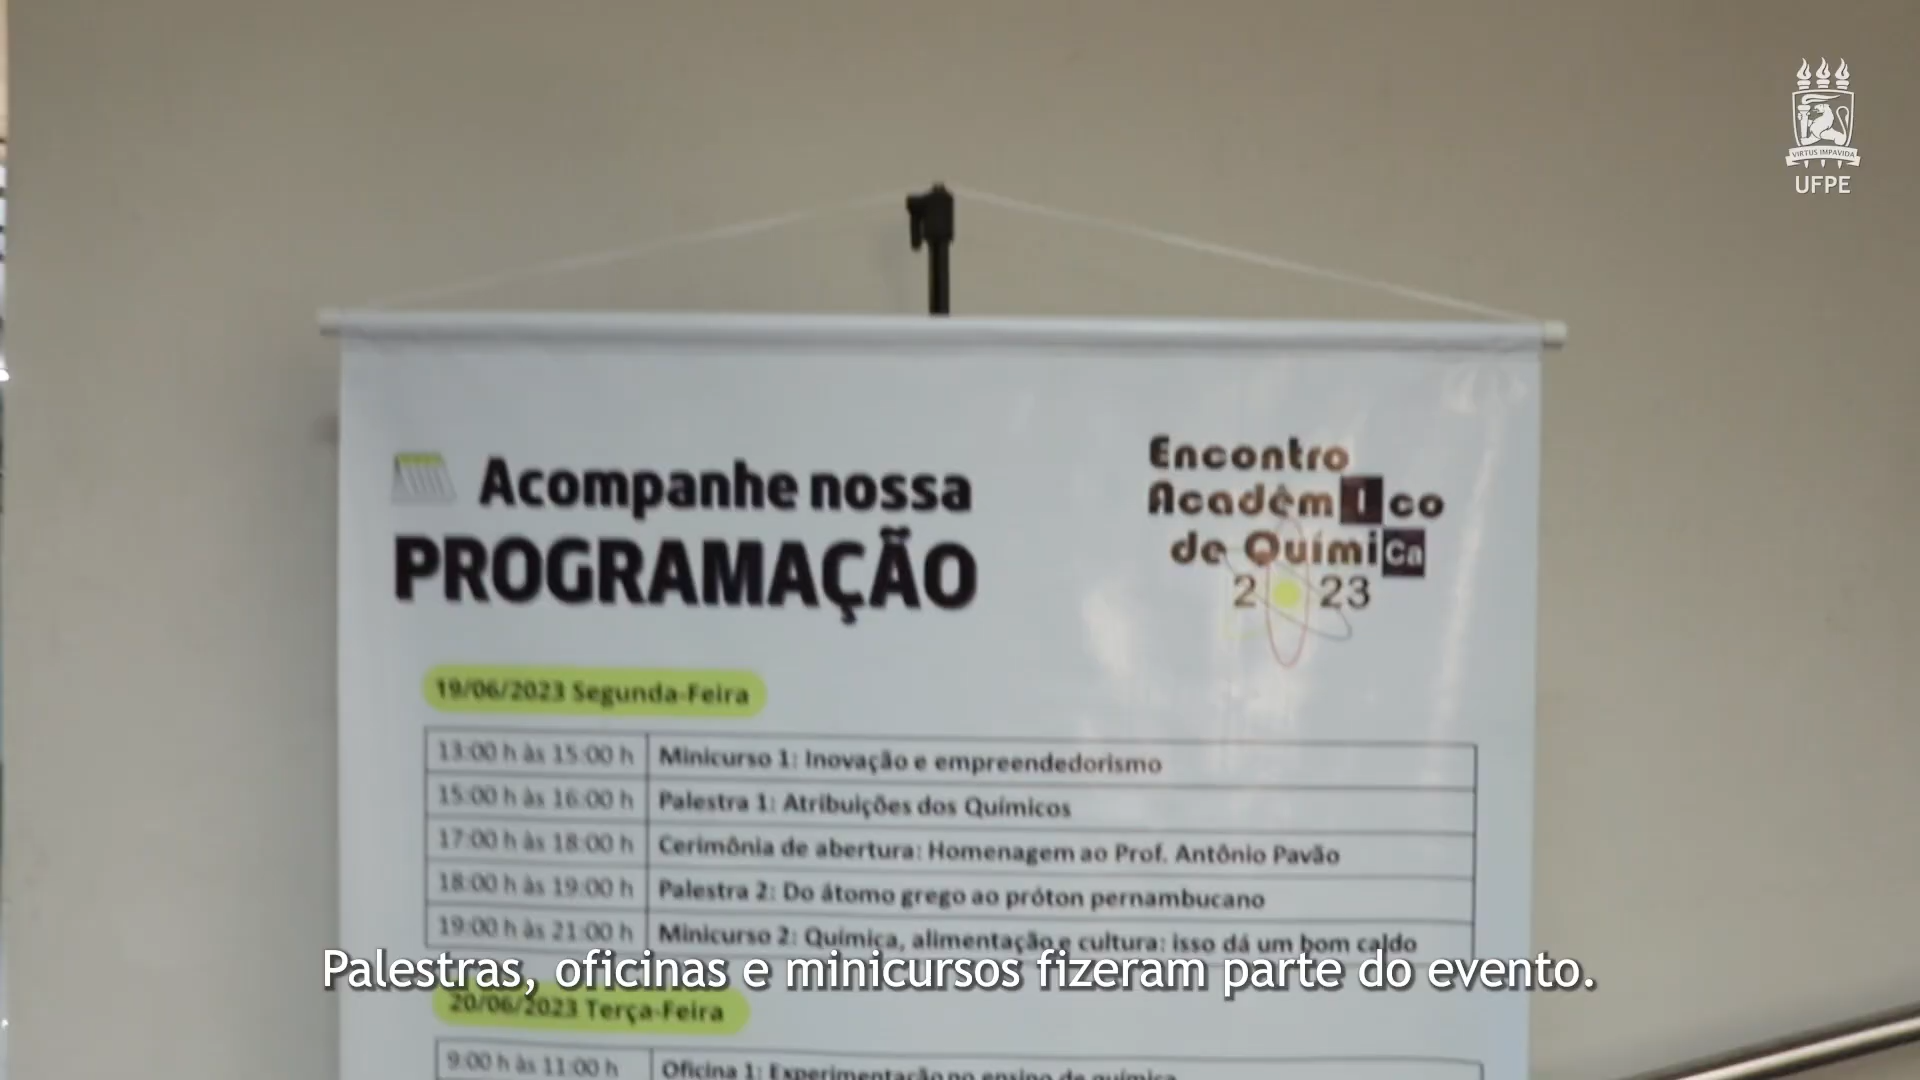 VIRTUS IMPAVIDA
UFPE
Acompanhe nossa
PROGRAMAÇÃO
Encontro
Acadêmico
de Química
2023
19/06/2023 Segunda-Feira
13:00 h às 15:00 h Minicurso 1: Inovação e empreendedorismo
15:00 h às 16:00 h Palestra 1: Atribuições dos Químicos
17:00 h às 18:00 h Cerimônia de abertura: Homenagem ao Prof. Antônio Pavão
18:00 h às 19:00 h Palestra 2: Do átomo grego ao próton pernambucano
19:00 h às 21:00 h Minicurso 2: Química, alimentação e cultura: isso dá um bom caldo
Palestras, oficinas e minicursos fizeram parte do evento.
20/06/2023 Terça-Feira
9:00 h às 11:00 h Oficina 1: Experimentação no ensino de química